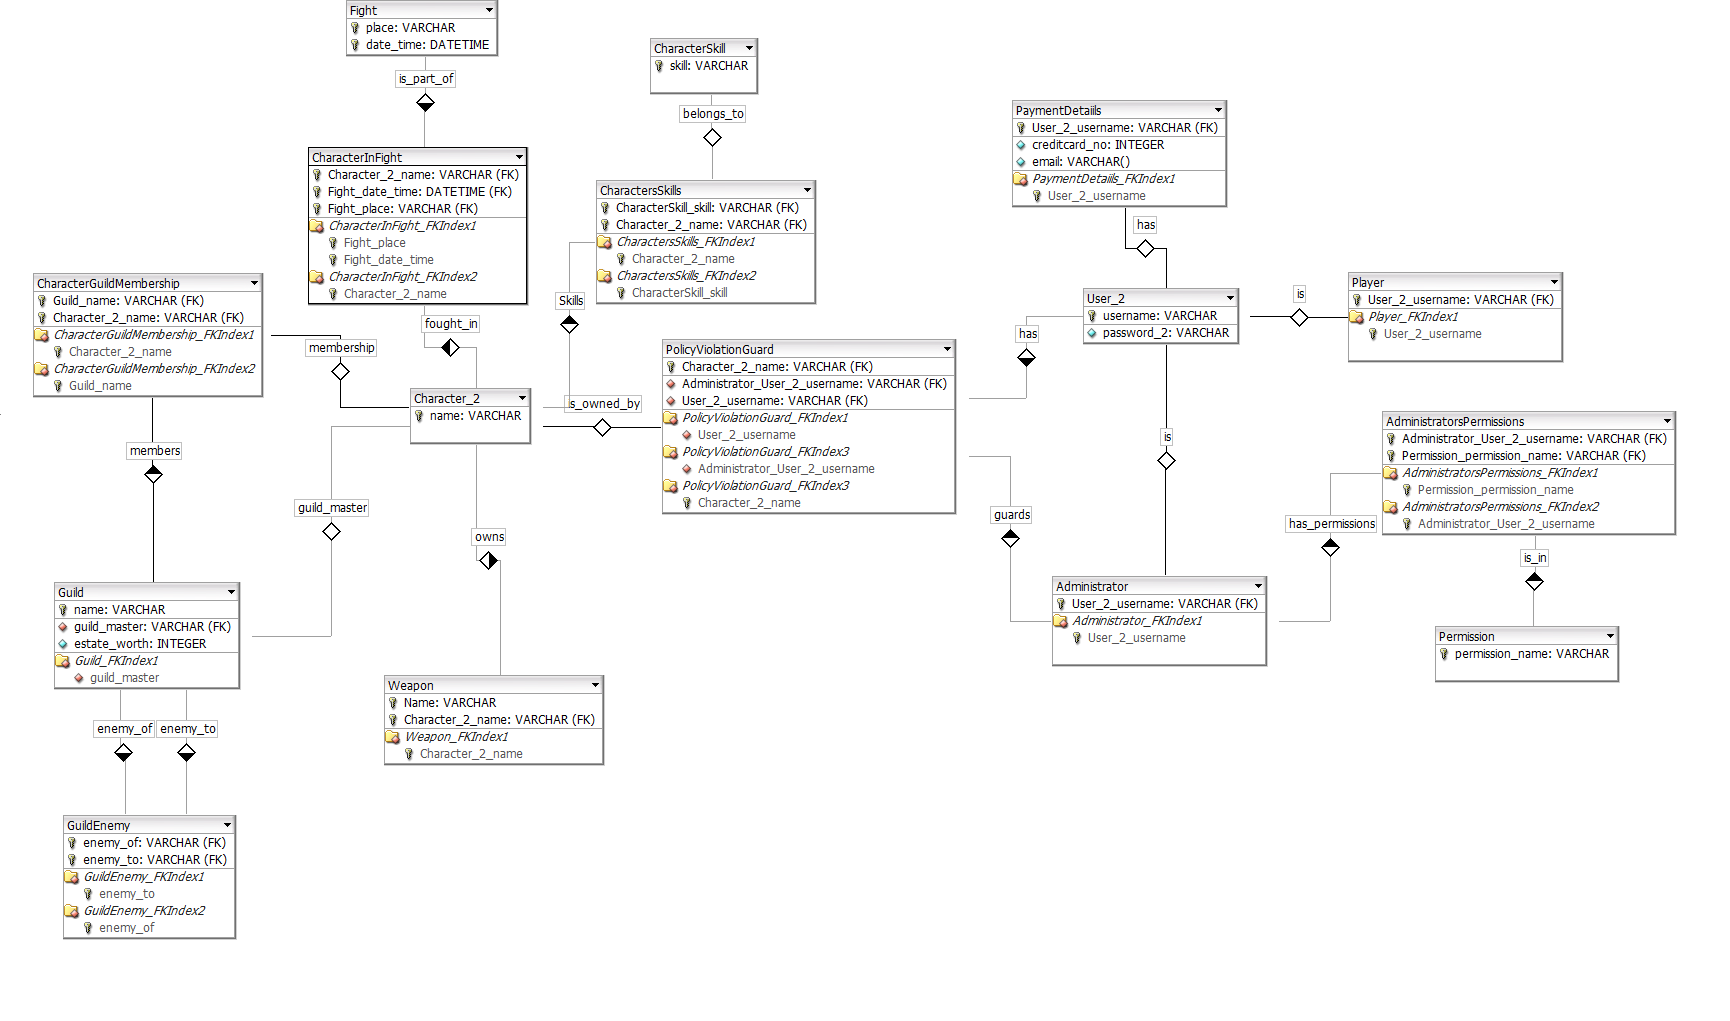 Fight
place: VARCHAR
date_time: DATETIME
is_part_of
CharacterSkill
skill: VARCHAR
belongs_to
PaymentDetaiils
User_2_username: VARCHAR (FK)
creditcard_no: INTEGER
email: VARCHAR()
PaymentDetaiils_FKIndex1
User_2_username
has
CharacterInFight
Character_2_name: VARCHAR (FK)
Fight_date_time: DATETIME (FK)
Fight_place: VARCHAR (FK)
CharacterInFight_FKIndex1
Fight_place
Fight_date_time
CharacterInFight_FKIndex2
Character_2_name
fought_in
CharactersSkills
CharacterSkill_skill: VARCHAR (FK)
Character_2_name: VARCHAR (FK)
CharactersSkills_FKIndex1
Character_2_name
CharactersSkills_FKIndex2
CharacterSkill_skill
Skills
CharacterGuildMembership
Guild_name: VARCHAR (FK)
Character_2_name: VARCHAR (FK)
CharacterGuildMembership_FKIndex1
Character_2_name
CharacterGuildMembership_FKIndex2
Guild_name
membership
members
User_2
username: VARCHAR
password_2: VARCHAR
is
Player
User_2_username: VARCHAR (FK)
Player_FKIndex1
User_2_username
has
PolicyViolationGuard
Character_2_name: VARCHAR (FK)
Administrator_User_2_username: VARCHAR (FK)
User_2_username: VARCHAR (FK)
PolicyViolationGuard_FKIndex1
User_2_username
PolicyViolationGuard_FKIndex3
Administrator_User_2_username
PolicyViolationGuard_FKIndex3
Character_2_name
Character_2
name: VARCHAR
is_owned_by
is
AdministratorsPermissions
Administrator_User_2_username: VARCHAR (FK)
Permission_permission_name: VARCHAR (FK)
AdministratorsPermissions_FKIndex1
Permission_permission_name
AdministratorsPermissions_FKIndex2
Administrator_User_2_username
guild_master
owns
guards
has_permissions
is_in
Guild
name: VARCHAR
guild_master: VARCHAR (FK)
estate_worth: INTEGER
Guild_FKIndex1
guild_master
Administrator
User_2_username: VARCHAR (FK)
Administrator_FKIndex1
User_2_username
Permission
permission_name: VARCHAR
Weapon
Name: VARCHAR
Character_2_name: VARCHAR (FK)
Weapon_FKIndex1
Character_2_name
enemy_of
enemy_to
GuildEnemy
enemy_of: VARCHAR (FK)
enemy_to: VARCHAR (FK)
GuildEnemy_FKIndex1
enemy_to
GuildEnemy_FKIndex2
enemy_of